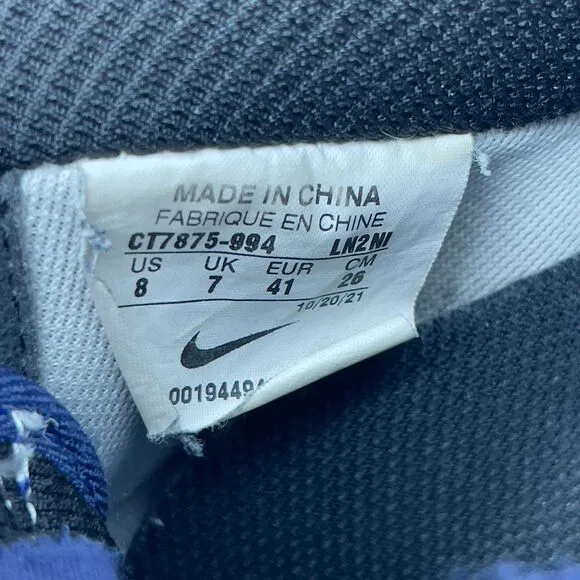 MADE IN CHINA
FABRIQUE EN CHINE
CT7875-994 LN2NI
US UK EUR CM
8 7 41 26
10/20/21